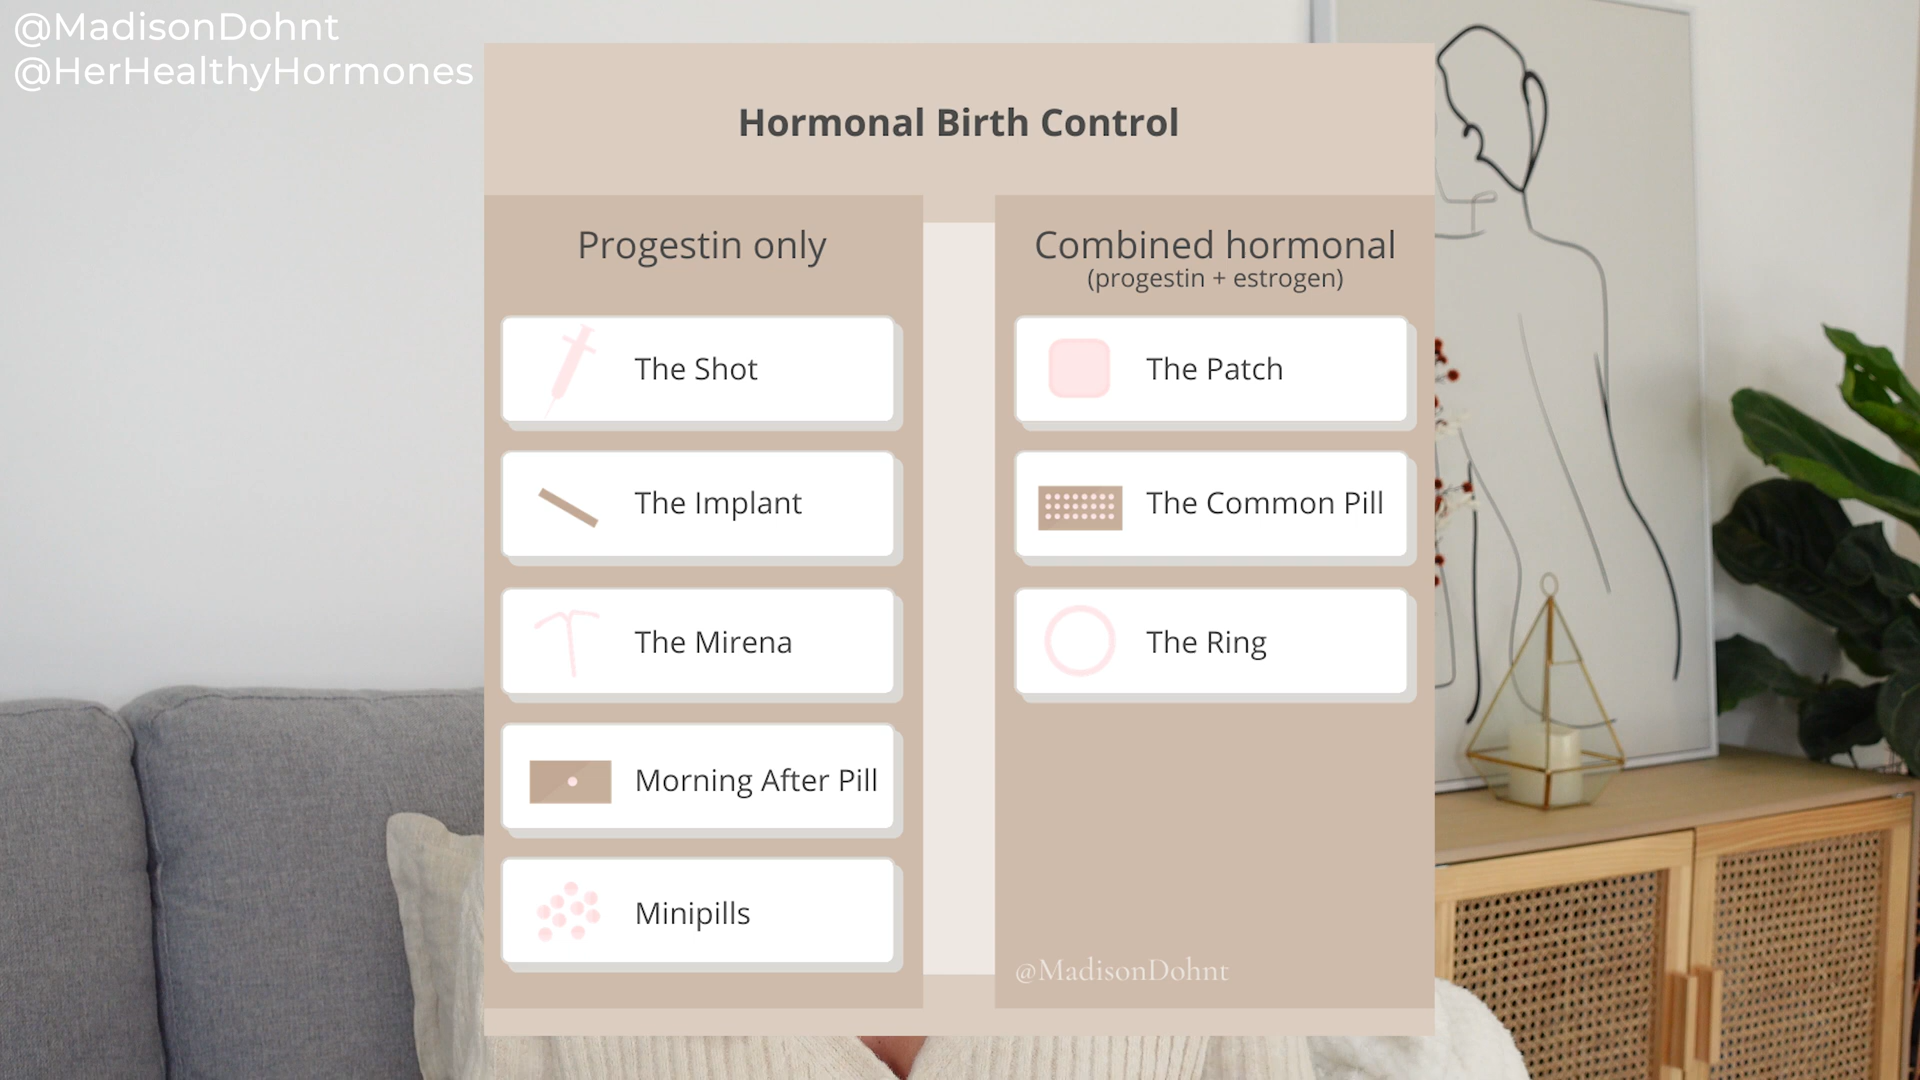 @MadisonDohnt
@HerHealthyHormones
Hormonal Birth Control
Progestin only
The Shot
The Implant
The Mirena
Morning After Pill
Minipills
Combined hormonal
(progestin + estrogen)
The Patch
The Common Pill
The Ring
@MadisonDohnt